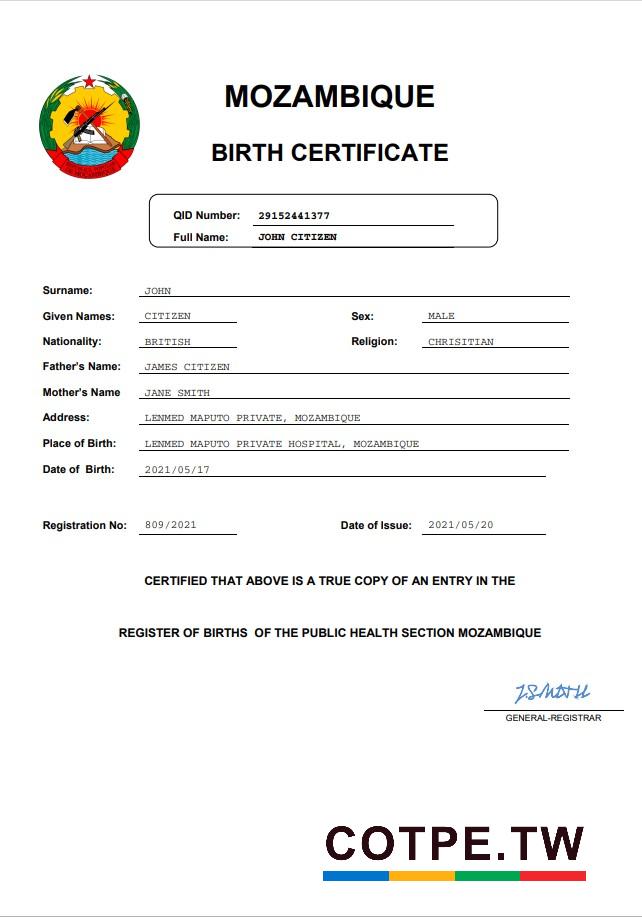 MOZAMBIQUE
BIRTH CERTIFICATE
QID Number: 29152441377
Full Name: JOHN CITIZEN
Surname: JOHN
Given Names: CITIZEN Sex: MALE
Nationality: BRITISH Religion: CHRISITIAN
Father's Name: JAMES CITIZEN
Mother's Name JANE SMITH
Address: LENMED MAPUTO PRIVATE, MOZAMBIQUE
Place of Birth: LENMED MAPUTO PRIVATE HOSPITAL, MOZAMBIQUE
Date of Birth: 2021/05/17
Registration No: 809/2021 Date of Issue: 2021/05/20
CERTIFIED THAT ABOVE IS A TRUE COPY OF AN ENTRY IN THE
REGISTER OF BIRTHS OF THE PUBLIC HEALTH SECTION MOZAMBIQUE
J.SMITH
GENERAL-REGISTRAR
COTPE.TW